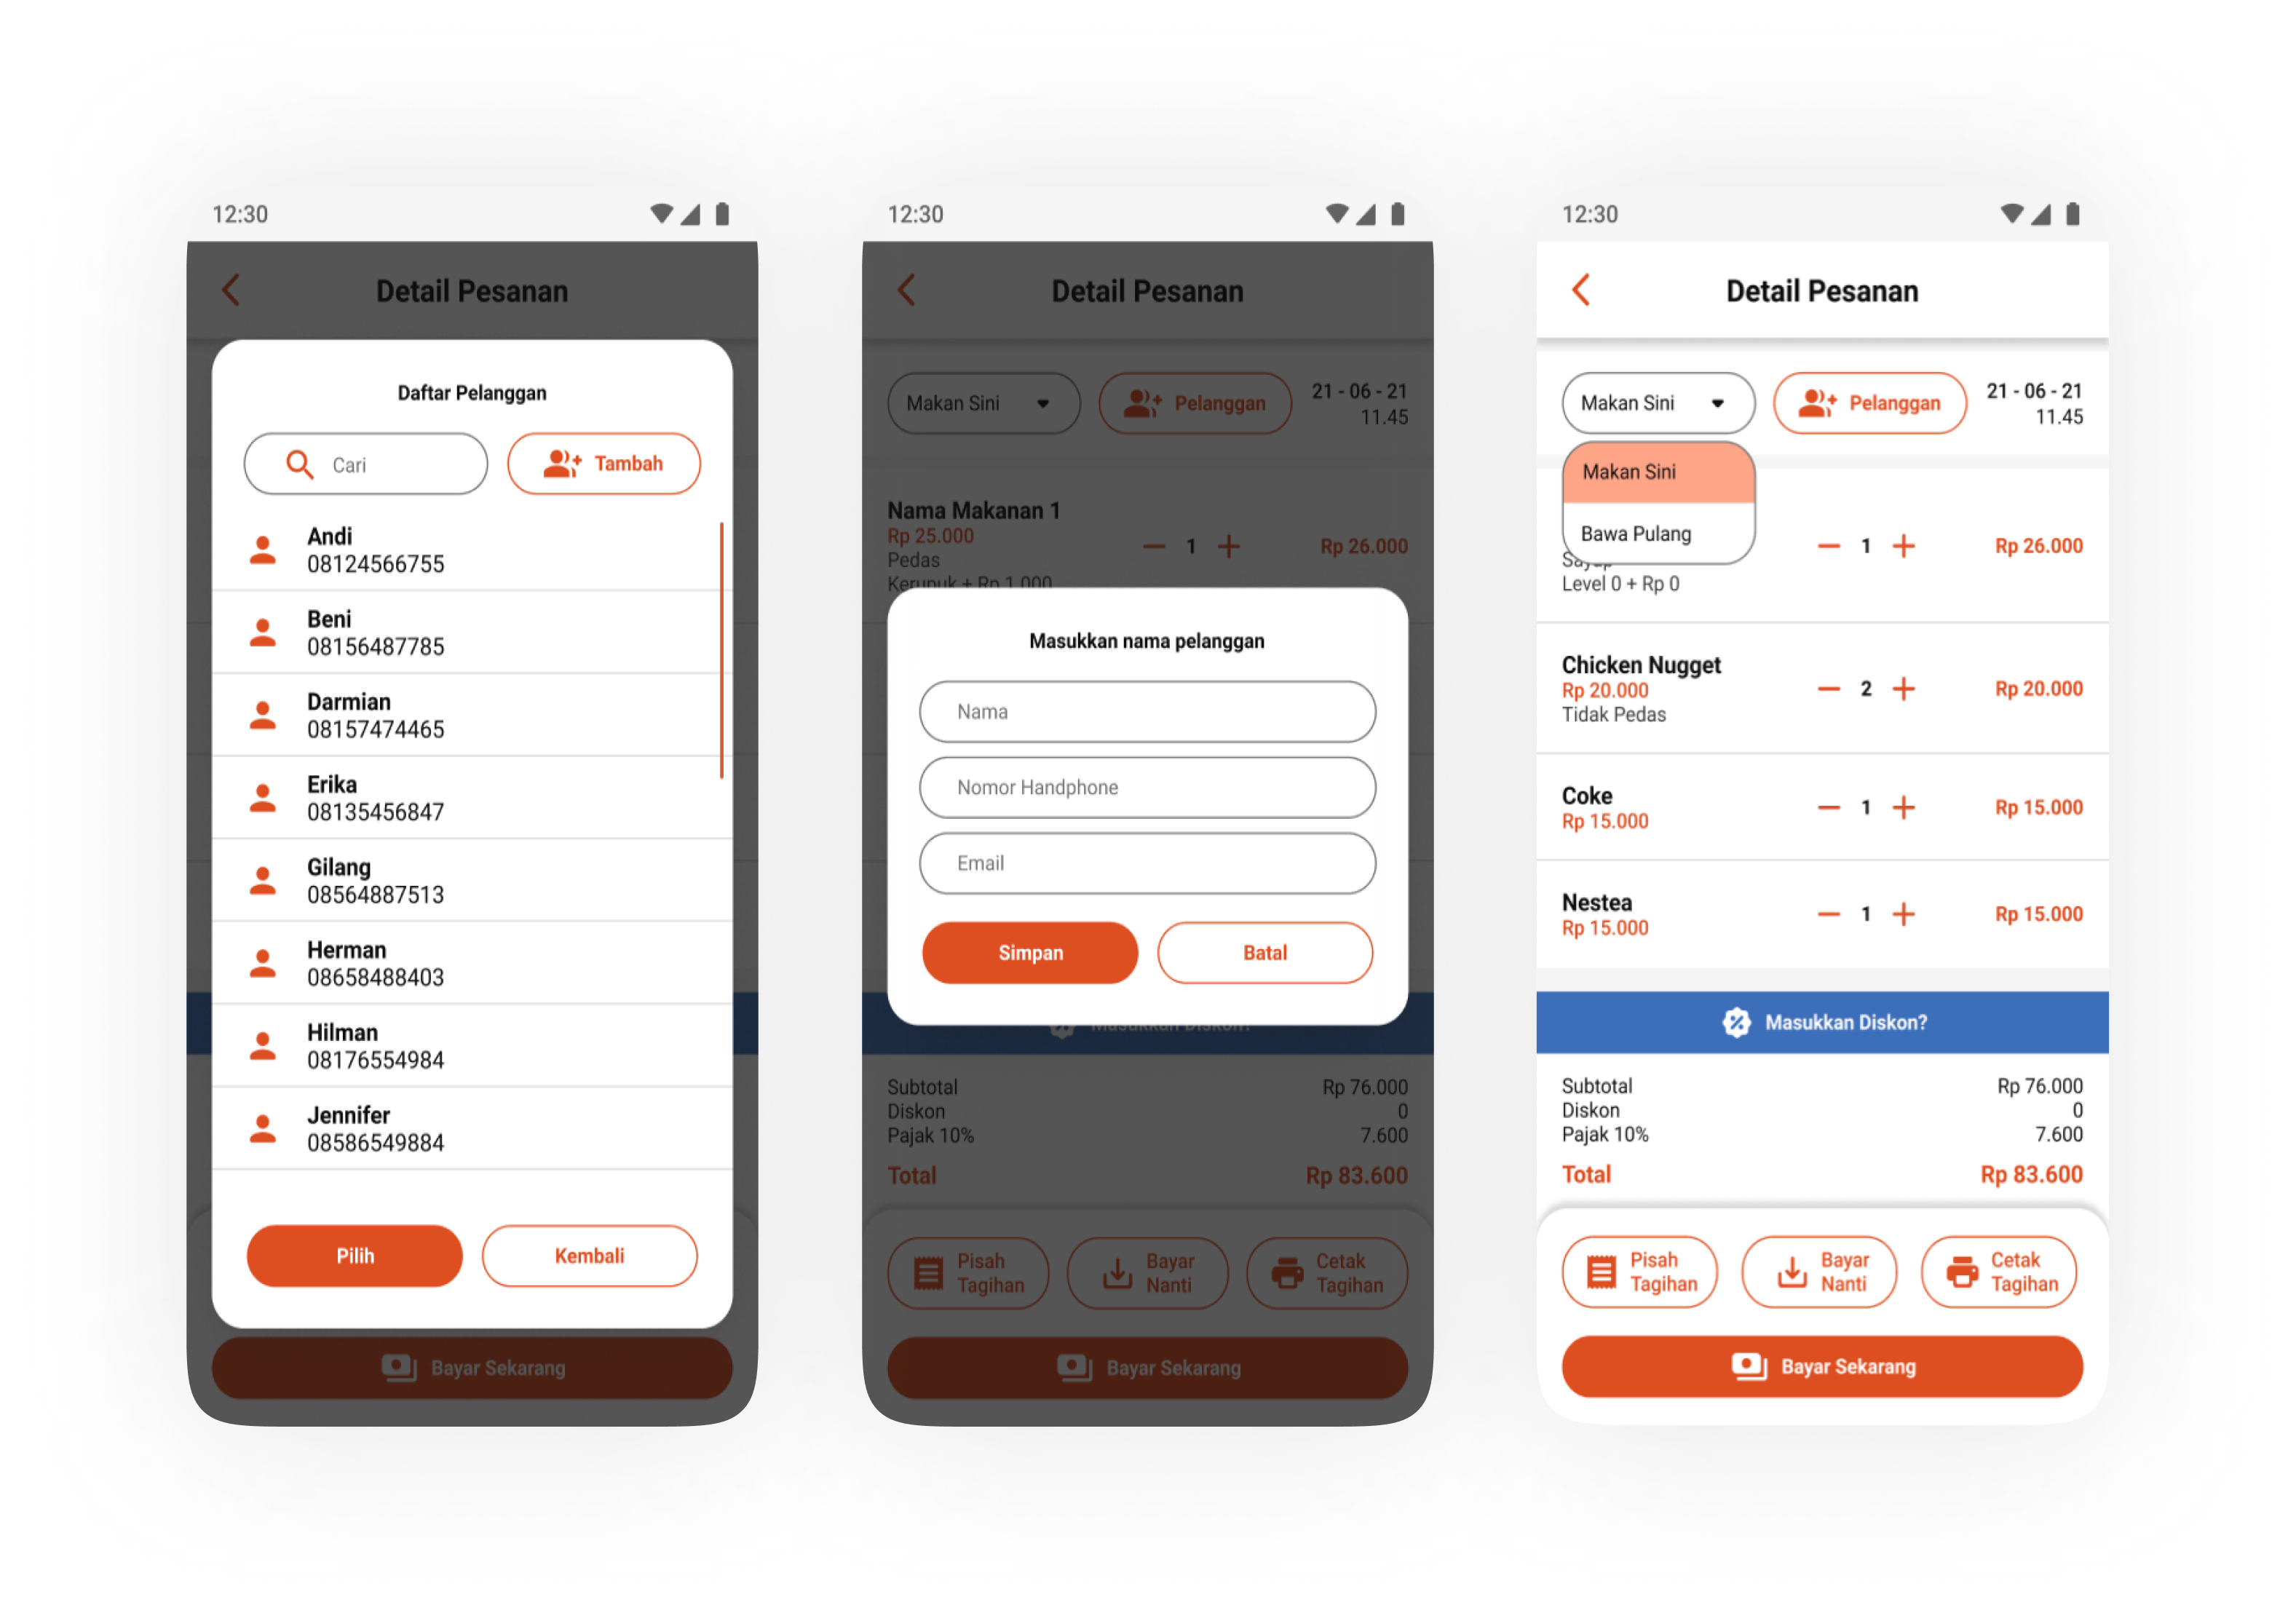 12:30
Detail Pesanan
Daftar Pelanggan
Cari
Tambah
Andi
08124566755
Beni
08156487785
Darmian
08157474465
Erika
08135456847
Gilang
08564887513
Herman
08658488403
Hilman
08176554984
Jennifer
08586549884
Pilih
Kembali
Bayar Sekarang
12:30
Detail Pesanan
Makan Sini
Pelanggan
21 - 06 - 21
11.45
Nama Makanan 1
Rp 25.000
Pedas
Kerupuk + Rp 1.000
1
Rp 26.000
Masukkan nama pelanggan
Nama
Nomor Handphone
Email
Simpan
Batal
Masukkan Diskon?
Subtotal
Rp 76.000
Diskon
0
Pajak 10%
7.600
Total
Rp 83.600
Pisah
Tagihan
Bayar
Nanti
Cetak
Tagihan
Bayar Sekarang
12:30
Detail Pesanan
Makan Sini
Pelanggan
21 - 06 - 21
11.45
Makan Sini
Bawa Pulang
Level 0 + Rp 0
1
Rp 26.000
Chicken Nugget
Rp 20.000
Tidak Pedas
2
Rp 20.000
Coke
Rp 15.000
1
Rp 15.000
Nestea
Rp 15.000
1
Rp 15.000
Masukkan Diskon?
Subtotal
Rp 76.000
Diskon
0
Pajak 10%
7.600
Total
Rp 83.600
Pisah
Tagihan
Bayar
Nanti
Cetak
Tagihan
Bayar Sekarang